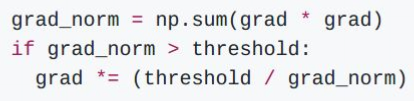 grad_norm = np.sum(grad * grad)
if grad_norm > threshold:
  grad *= (threshold / grad_norm)